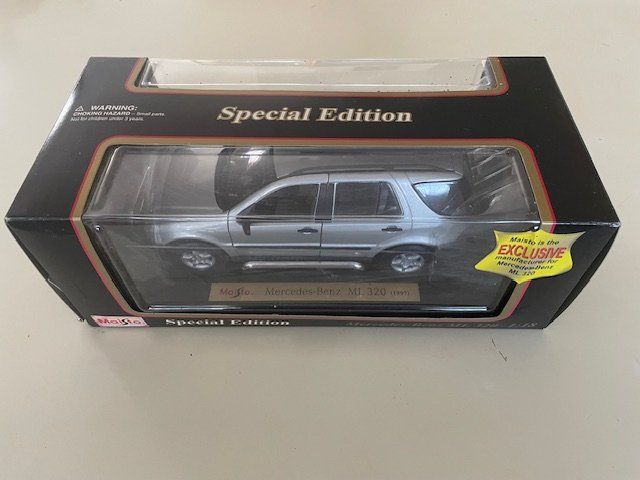 WARNING:
CHOKING HAZARD – Small parts.
Not for children under 3 years.
Special Edition
Maisto is the
EXCLUSIVE
manufacturer for
Mercedes-Benz
ML 320
Maisto. Mercedes-Benz ML 320 (1997)
Maisto Special Edition